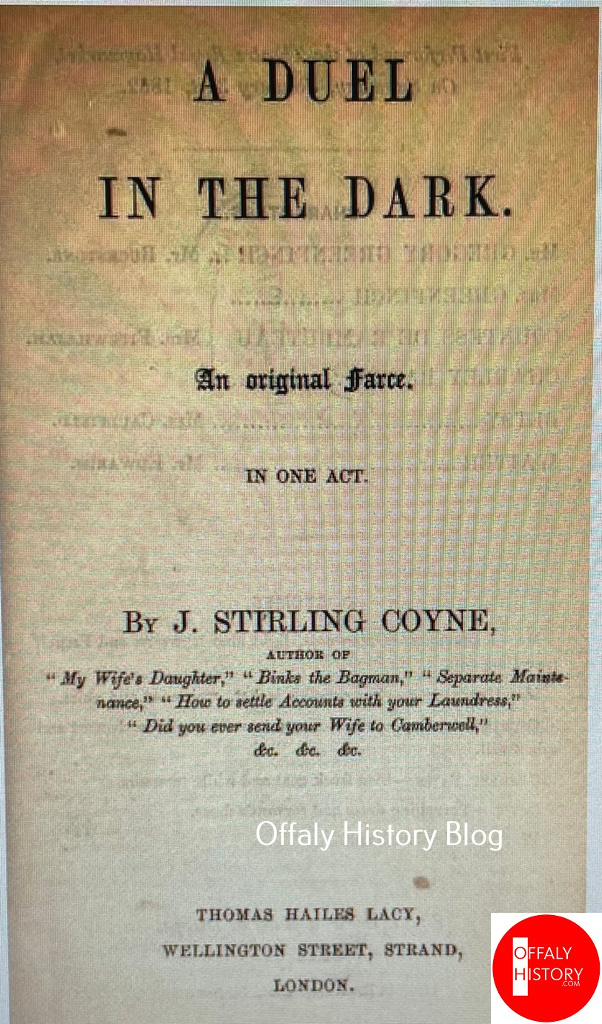 A DUEL
IN THE DARK.
An original Farce.
IN ONE ACT.
BY J. STIRLING COYNE,
AUTHOR OF
"My Wife's Daughter," "Binks the Bagman," "Separate Mainte-
nance," "How to settle Accounts with your Laundress,"
"Did you ever send your Wife to Camberwell,"
&c. &c. &c.
Offaly History Blog
THOMAS HAILES LACY,
WELLINGTON STREET, STRAND,
LONDON.
OFFALY
HISTORY
.COM